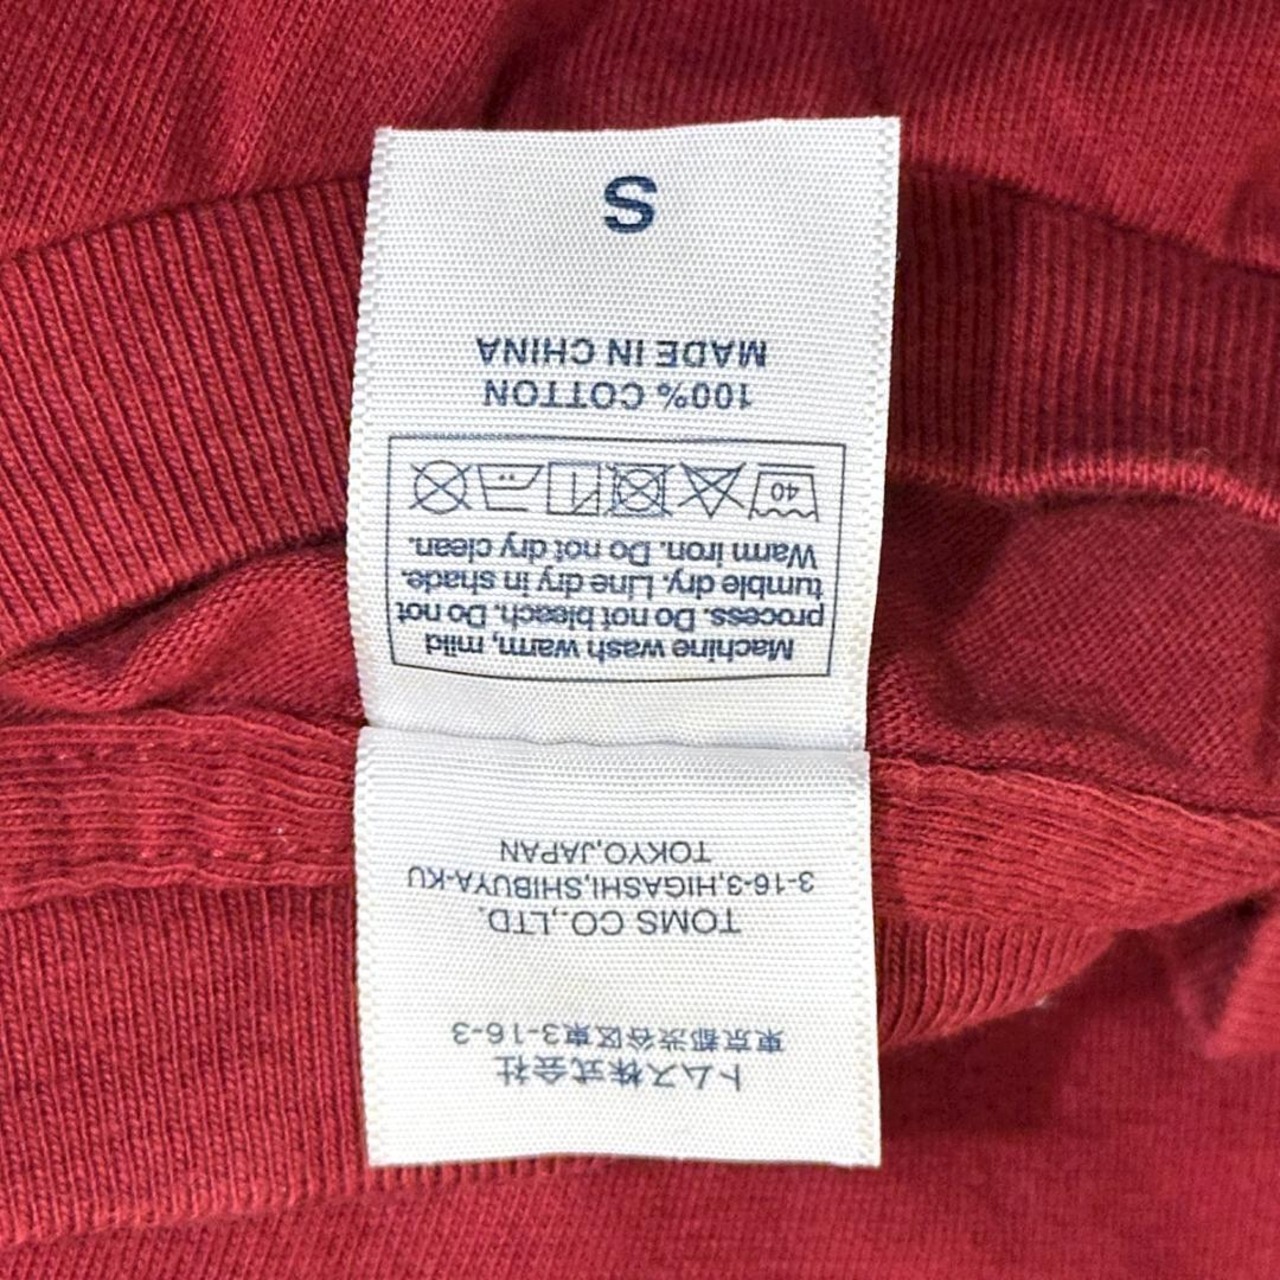 トムス株式会社
東京都渋谷区東3-16-3
TOMS CO.,LTD.
3-16-3,HIGASHI,SHIBUYA-KU
TOKYO,JAPAN
Machine wash warm, mild
process. Do not bleach. Do not
tumble dry. Line dry in shade.
Warm iron. Do not dry clean.
40
100% COTTON
MADE IN CHINA
S